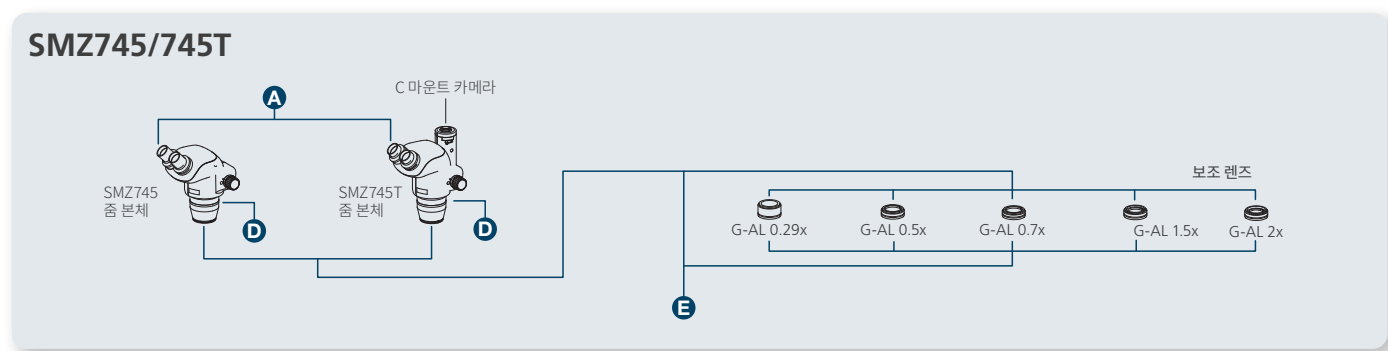 SMZ745/745T
C 마운트 카메라
A
SMZ745
줌 본체
D
SMZ745T
줌 본체
D
보조 렌즈
G-AL 0.29x
G-AL 0.5x
G-AL 0.7x
G-AL 1.5x
G-AL 2x
E